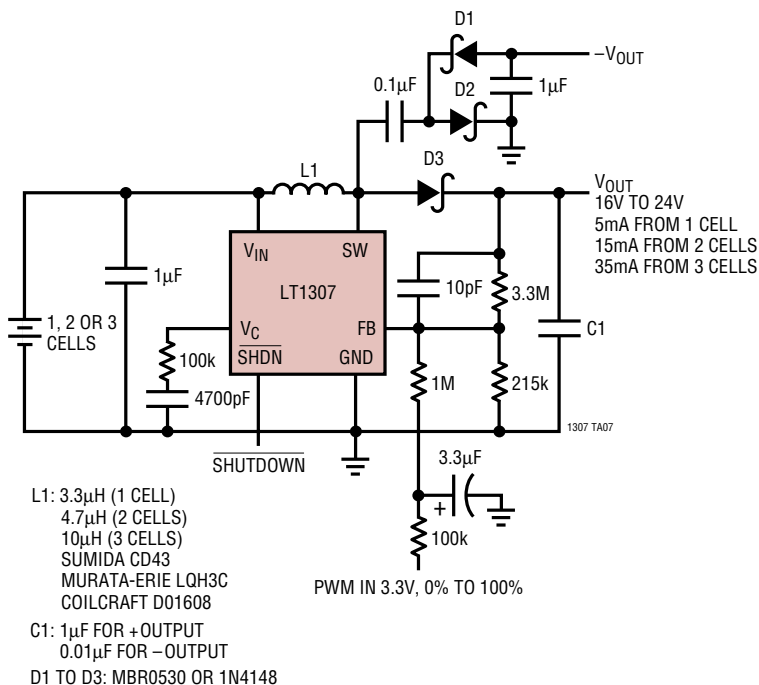 D1
–VOUT
0.1µF
D2
1µF
L1
D3
VOUT
16V TO 24V
5mA FROM 1 CELL
15mA FROM 2 CELLS
35mA FROM 3 CELLS
VIN
SW
1µF
LT1307
10pF
3.3M
1, 2 OR 3
CELLS
VC
FB
C1
100k
SHDN
GND
1M
215k
4700pF
1307 TA07
SHUTDOWN
3.3µF
+
100k
PWM IN 3.3V, 0% TO 100%
L1: 3.3µH (1 CELL)
4.7µH (2 CELLS)
10µH (3 CELLS)
SUMIDA CD43
MURATA-ERIE LQH3C
COILCRAFT D01608
C1: 1µF FOR +OUTPUT
0.01µF FOR –OUTPUT
D1 TO D3: MBR0530 OR 1N4148